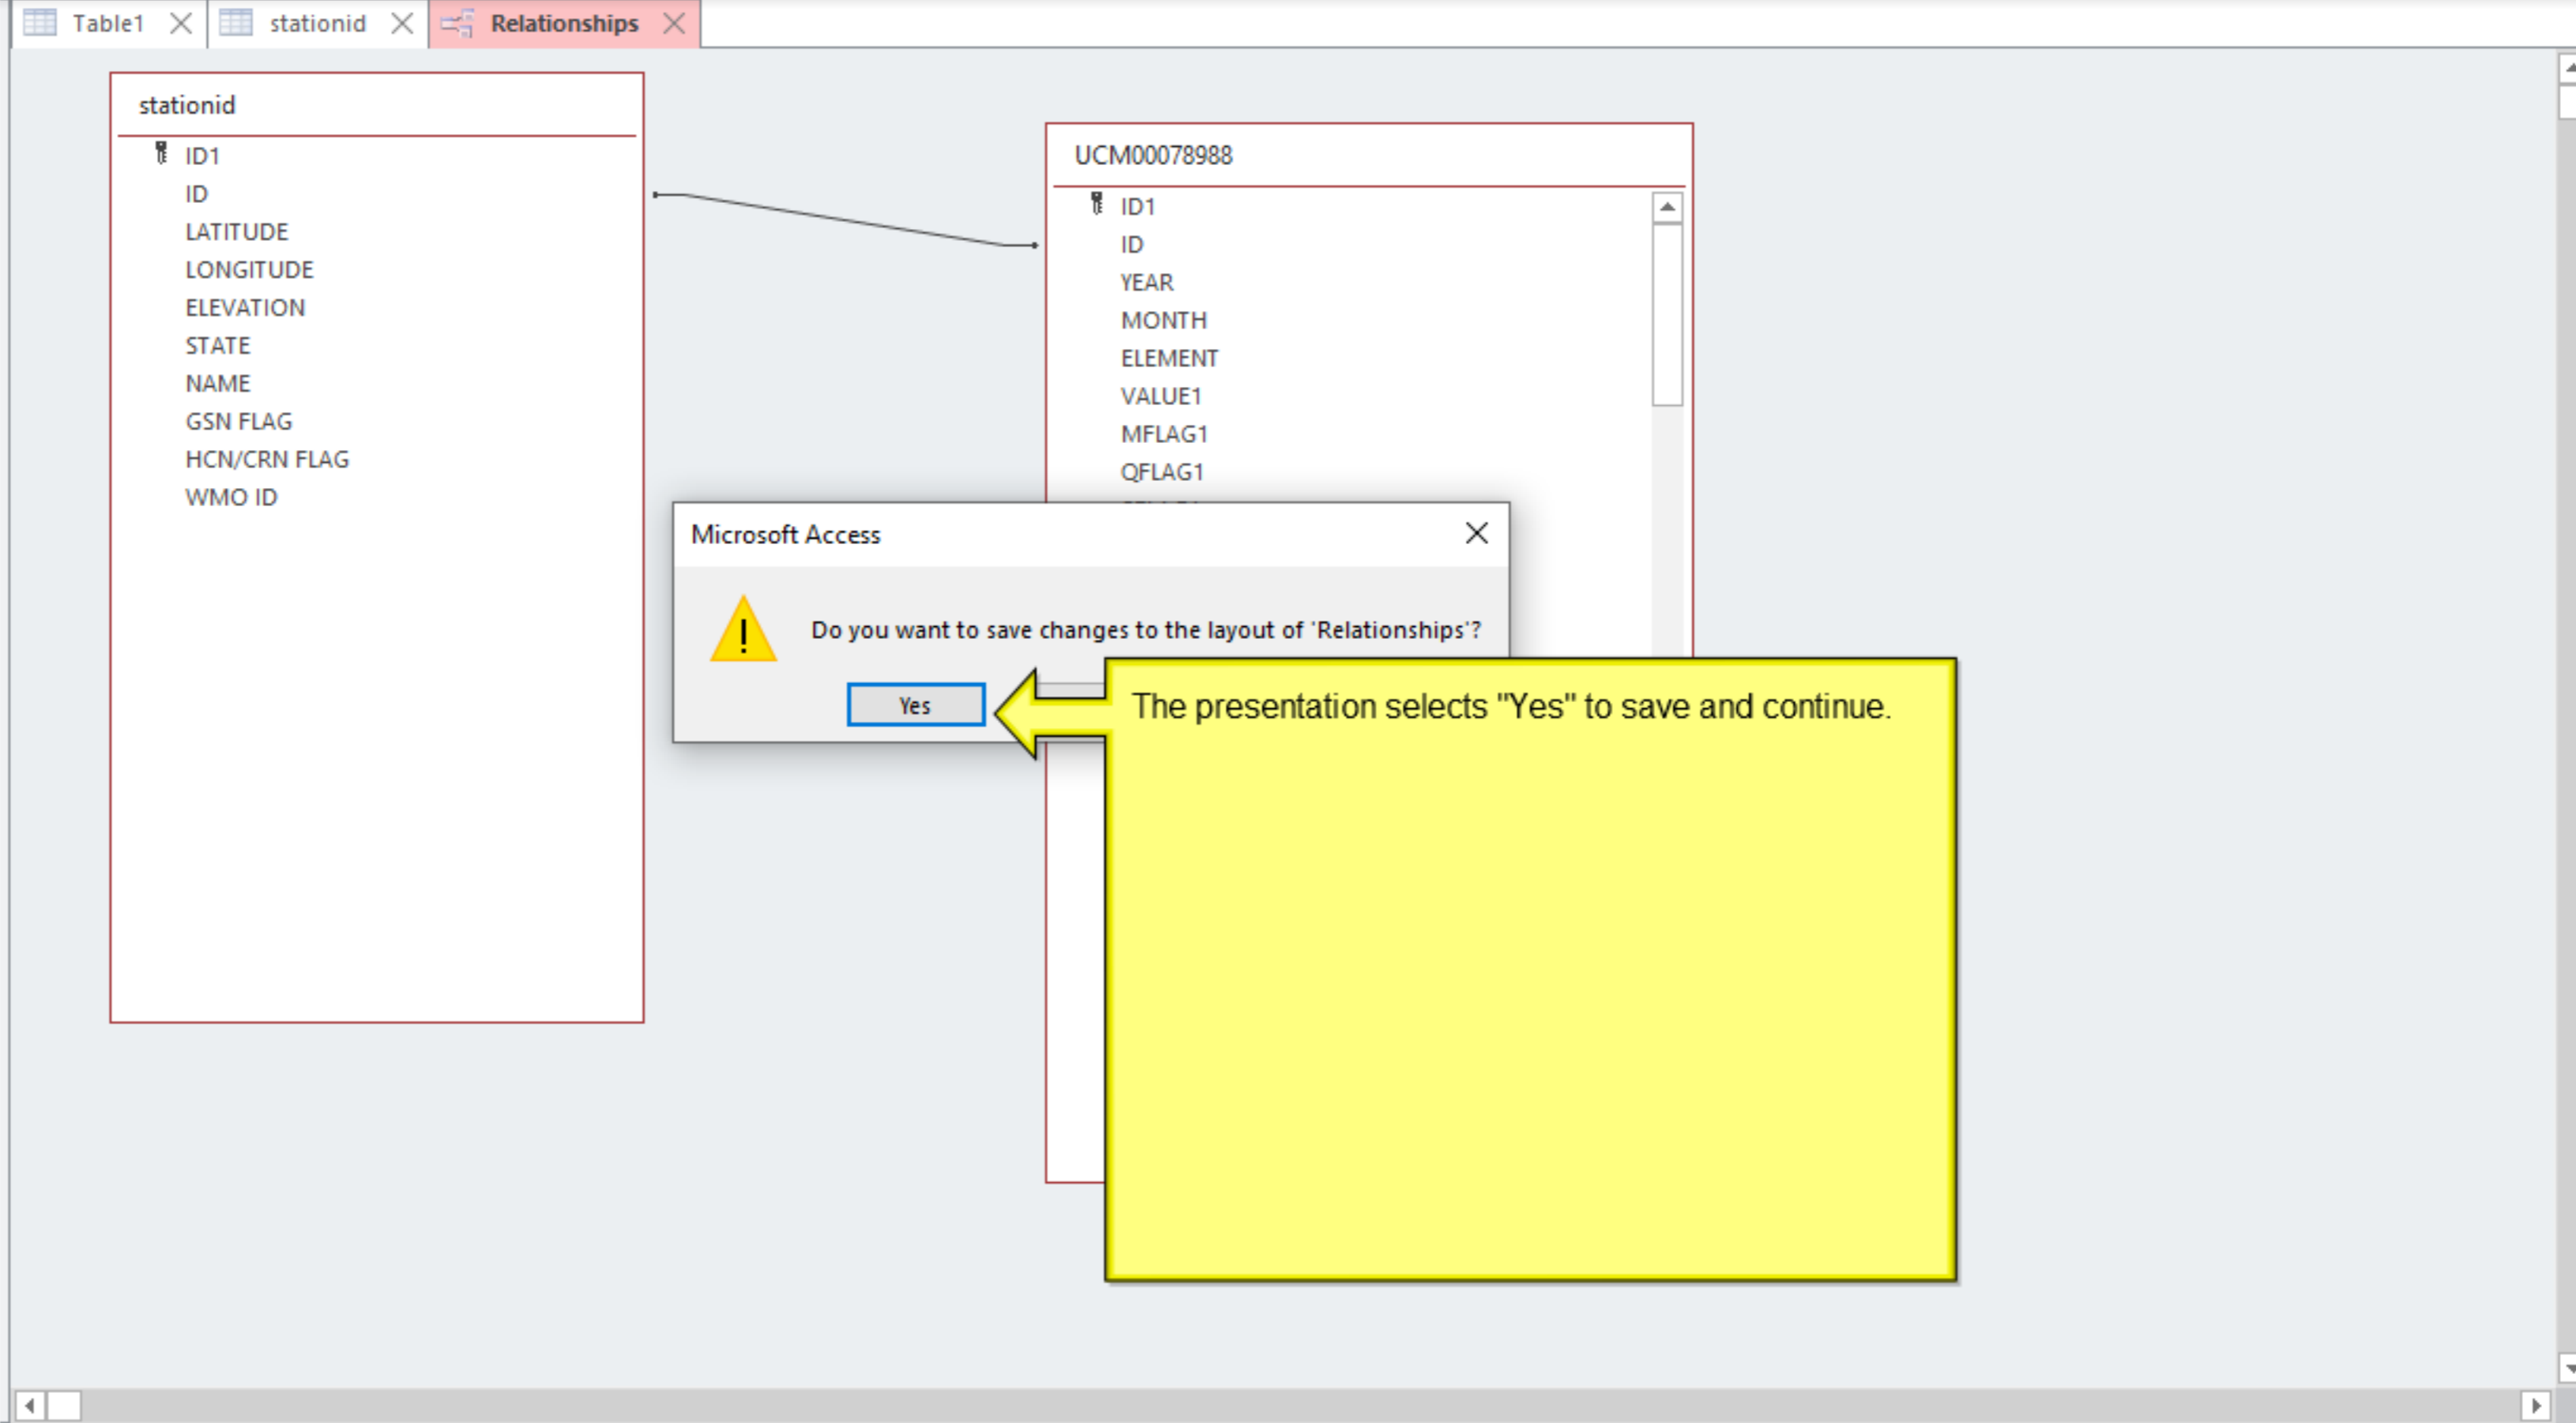 Table1
stationid
Relationships
stationid
ID1
ID
LATITUDE
LONGITUDE
ELEVATION
STATE
NAME
GSN FLAG
HCN/CRN FLAG
WMO ID
UCM00078988
ID1
ID
YEAR
MONTH
ELEMENT
VALUE1
MFLAG1
QFLAG1
Microsoft Access
Do you want to save changes to the layout of 'Relationships'?
Yes
The presentation selects "Yes" to save and continue.